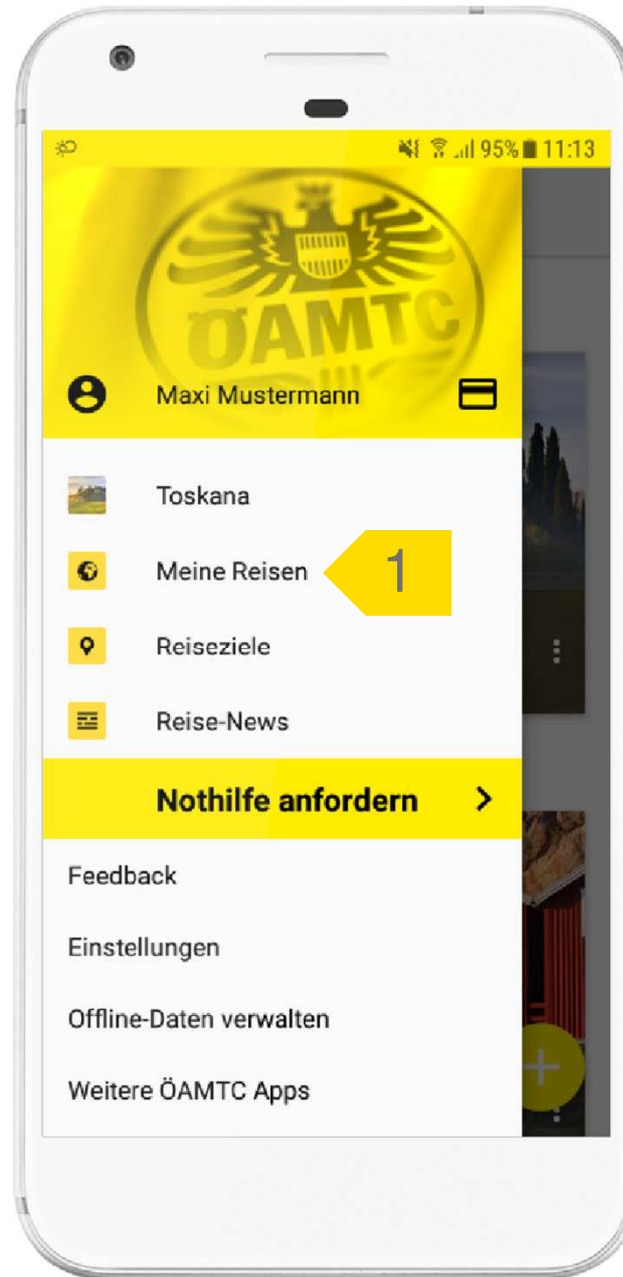 95% 11:13
ÖAMTC
Maxi Mustermann
Toskana
Meine Reisen 1
Reiseziele
Reise-News
Nothilfe anfordern
Feedback
Einstellungen
Offline-Daten verwalten
Weitere ÖAMTC Apps